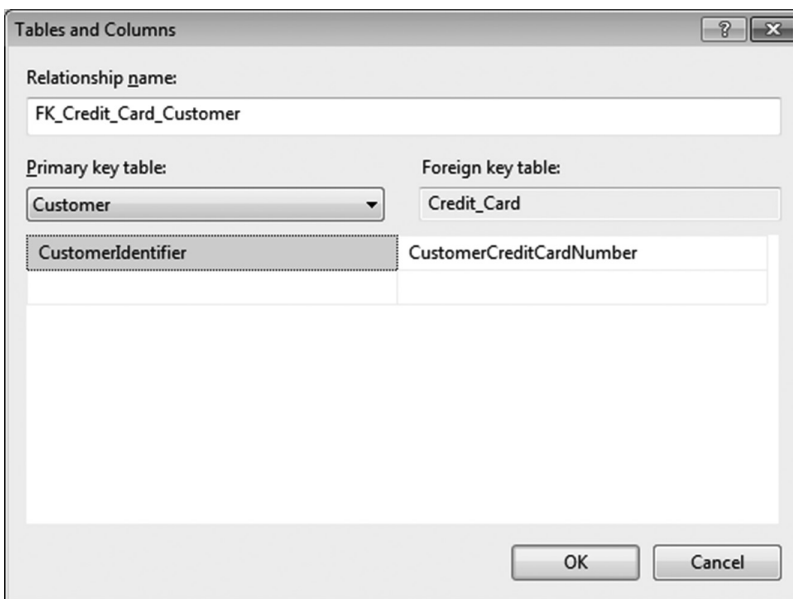 Tables and Columns
?
Relationship name:
FK_Credit_Card_Customer
Primary key table:
Foreign key table:
Customer
Credit_Card
CustomerIdentifier
CustomerCreditCardNumber
OK
Cancel